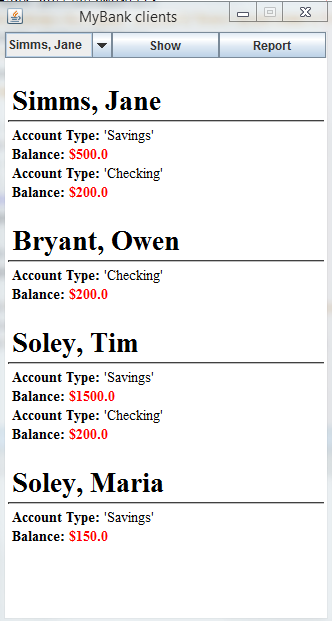 MyBank clients
Simms, Jane Show Report
Simms, Jane
Account Type: 'Savings'
Balance: $500.0
Account Type: 'Checking'
Balance: $200.0
Bryant, Owen
Account Type: 'Checking'
Balance: $200.0
Soley, Tim
Account Type: 'Savings'
Balance: $1500.0
Account Type: 'Checking'
Balance: $200.0
Soley, Maria
Account Type: 'Savings'
Balance: $150.0